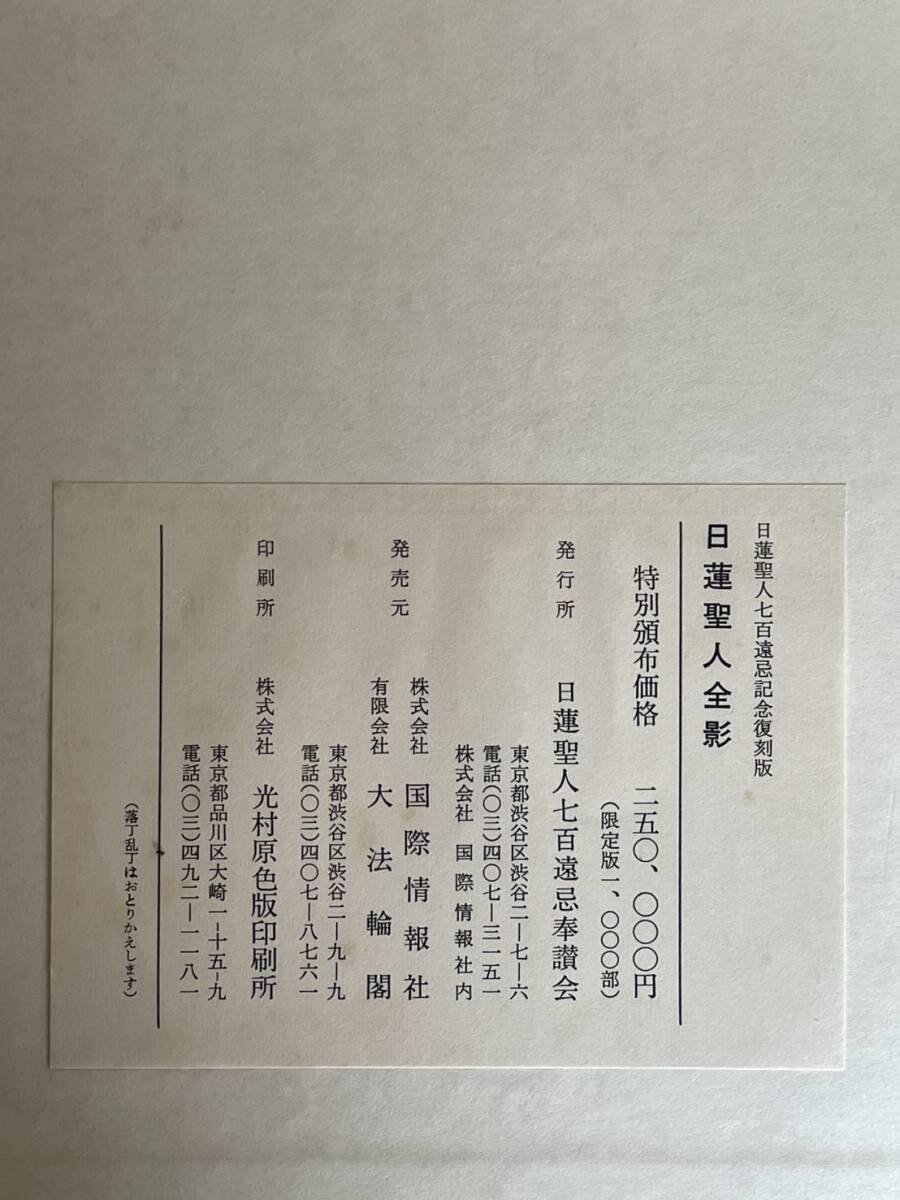 日蓮聖人七百遠忌記念復刻版
日蓮聖人全影
特別頒布価格 二五〇、〇〇〇円
(限定版一、〇〇〇部)
発行所 日蓮聖人七百遠忌奉讃会
東京都渋谷区渋谷二―七―六
電話(〇三)四〇七―三一五一
株式会社 国際情報社内
発売元
株式会社 国際情報社
有限会社 大法輪閣
東京都渋谷区渋谷二―九―九
電話(〇三)四〇七―八七六一
印刷所 株式会社 光村原色版印刷所
東京都品川区大崎一―十五―九
電話(〇三)四九二―一一八一
(落丁乱丁はおとりかえします)